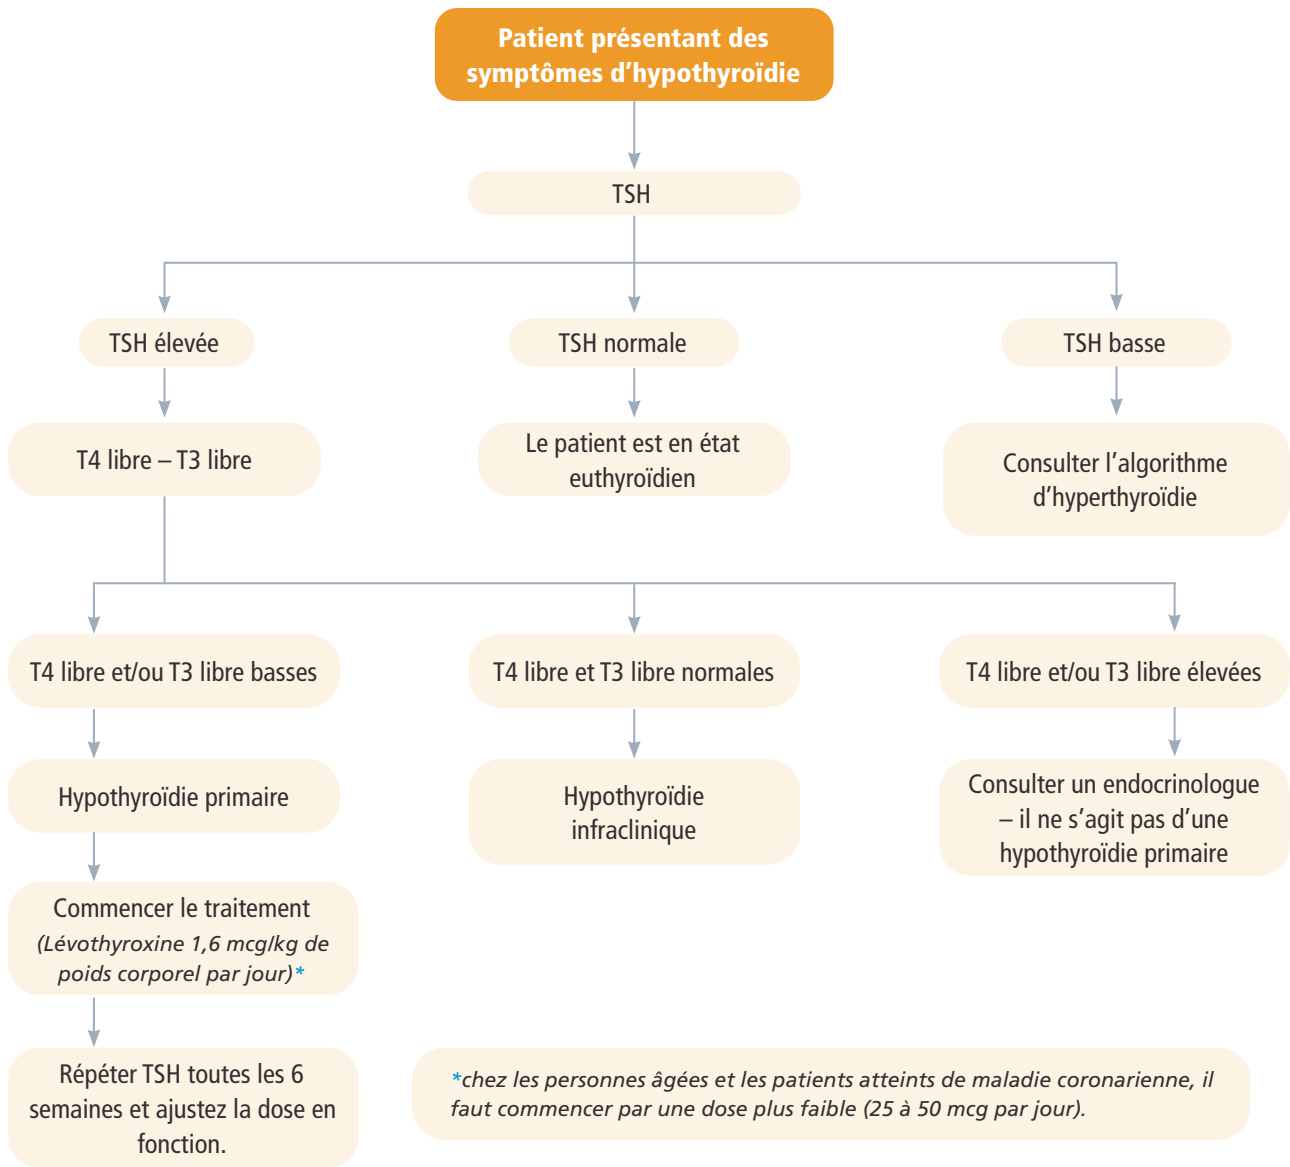 Patient présentant des
symptômes d'hypothyroïdie
TSH
TSH élevée
TSH normale
TSH basse
T4 libre – T3 libre
Le patient est en état
euthyroïdien
Consulter l'algorithme
d'hyperthyroïdie
T4 libre et/ou T3 libre basses
T4 libre et T3 libre normales
T4 libre et/ou T3 libre élevées
Hypothyroïdie primaire
Hypothyroïdie
infraclinique
Consulter un endocrinologue
– il ne s'agit pas d'une
hypothyroïdie primaire
Commencer le traitement
(Lévothyroxine 1,6 mcg/kg de
poids corporel par jour)*
Répéter TSH toutes les 6
semaines et ajustez la dose en
fonction.
*chez les personnes âgées et les patients atteints de maladie coronarienne, il
faut commencer par une dose plus faible (25 à 50 mcg par jour).